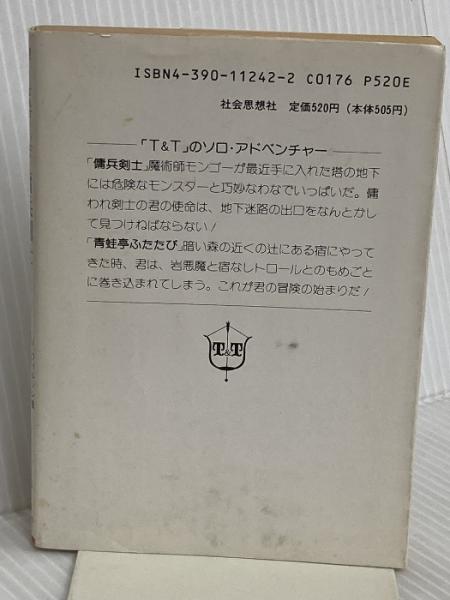 ISBN4-390-11242-2 C0176 P520E
社会思想社 定価520円(本体505円)
「T&T」のソロ・アドベンチャー
「傭兵剣士」魔術師モンゴーが最近手に入れた塔の地下
には危険なモンスターと巧妙なわなでいっぱいだ。傭
われ剣士の君の使命は、地下迷路の出口をなんとかし
て見つけねばならない!
「青蛙亭ふたたび」暗い森の近くの辻にある宿にやって
きた時、君は、岩悪魔と宿なしトロールとのもめごと
に巻き込まれてしまう。これが君の冒険の始まりだ!
T&T